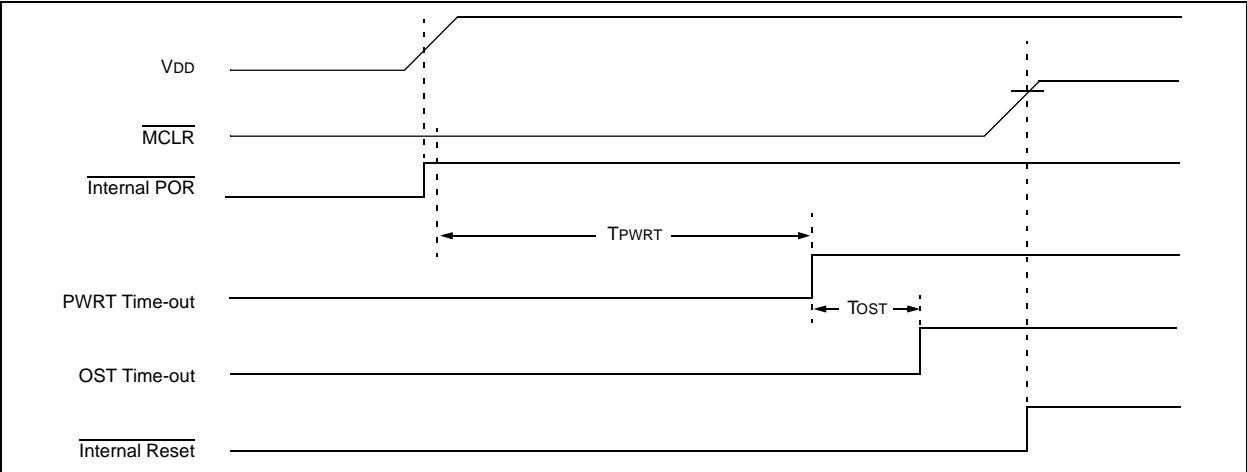 VDD
MCLR
Internal POR
TPWRT
PWRT Time-out
TOST
OST Time-out
Internal Reset